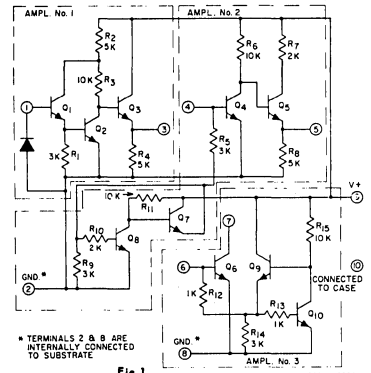 AMPL. No. 1
AMPL. No. 2
R2
5K
R6
10K
R7
2K
10K
R3
1
Q1
Q2
Q3
4
Q4
Q5
3
5
R1
3K
R4
5K
R5
3K
R8
5K
V+
9
10K
R11
Q7
7
R15
10K
R10
2K
Q8
6
Q6
Q9
10
CONNECTED
TO CASE
R9
3K
1K
R12
R13
1K
Q10
GND.*
2
R14
3K
GND.*
8
AMPL. No. 3
* TERMINALS 2 & 8 ARE
INTERNALLY CONNECTED
TO SUBSTRATE
Fig. 1